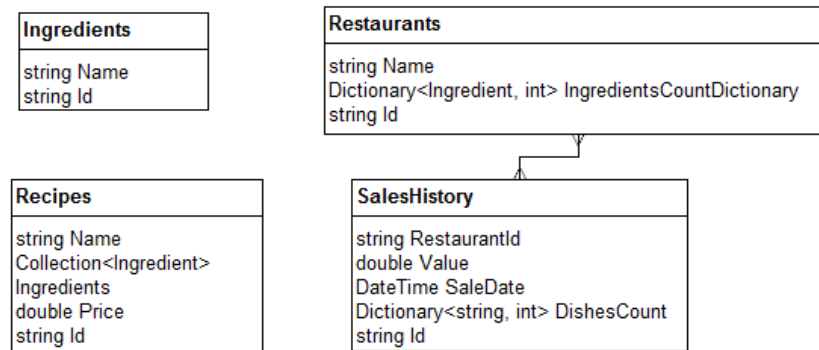 Ingredients
string Name
string Id
Restaurants
string Name
Dictionary<Ingredient, int> IngredientsCountDictionary
string Id
Recipes
string Name
Collection<Ingredient>
Ingredients
double Price
string Id
SalesHistory
string RestaurantId
double Value
DateTime SaleDate
Dictionary<string, int> DishesCount
string Id